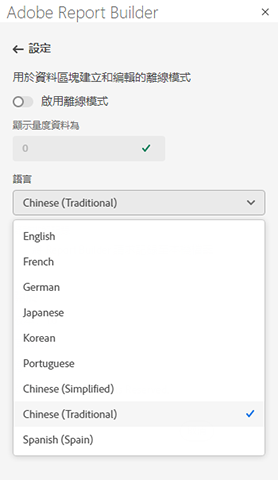 Adobe Report Builder
設定
用於資料區塊建立和編輯的離線模式
啟用離線模式
顯示量度資料為
0
語言
Chinese (Traditional)
English
French
German
Japanese
Korean
Portuguese
Chinese (Simplified)
Chinese (Traditional)
Spanish (Spain)